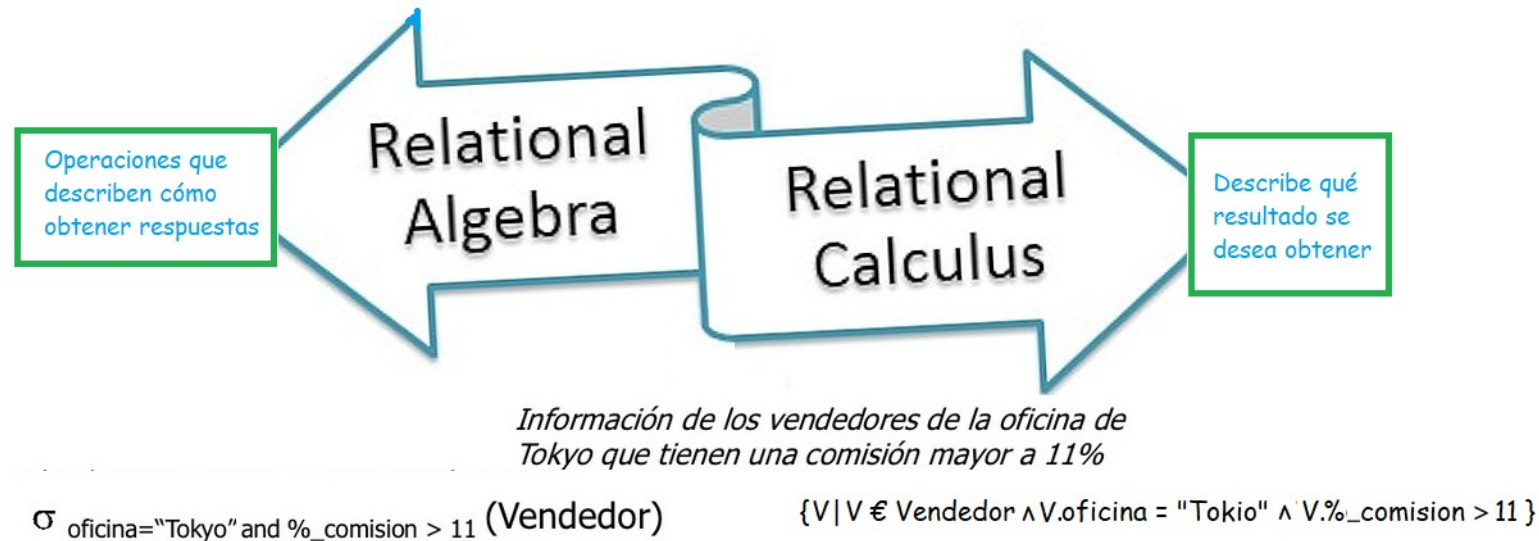 Operaciones que
describen cómo
obtener respuestas
Relational
Algebra
Relational
Calculus
Describe qué
resultado se
desea obtener
Información de los vendedores de la oficina de
Tokyo que tienen una comisión mayor a 11%
σ oficina="Tokyo" and %_comision > 11 (Vendedor)
{V|V € Vendedor ∧ V.oficina = "Tokio" ∧ V.%_comision > 11 }